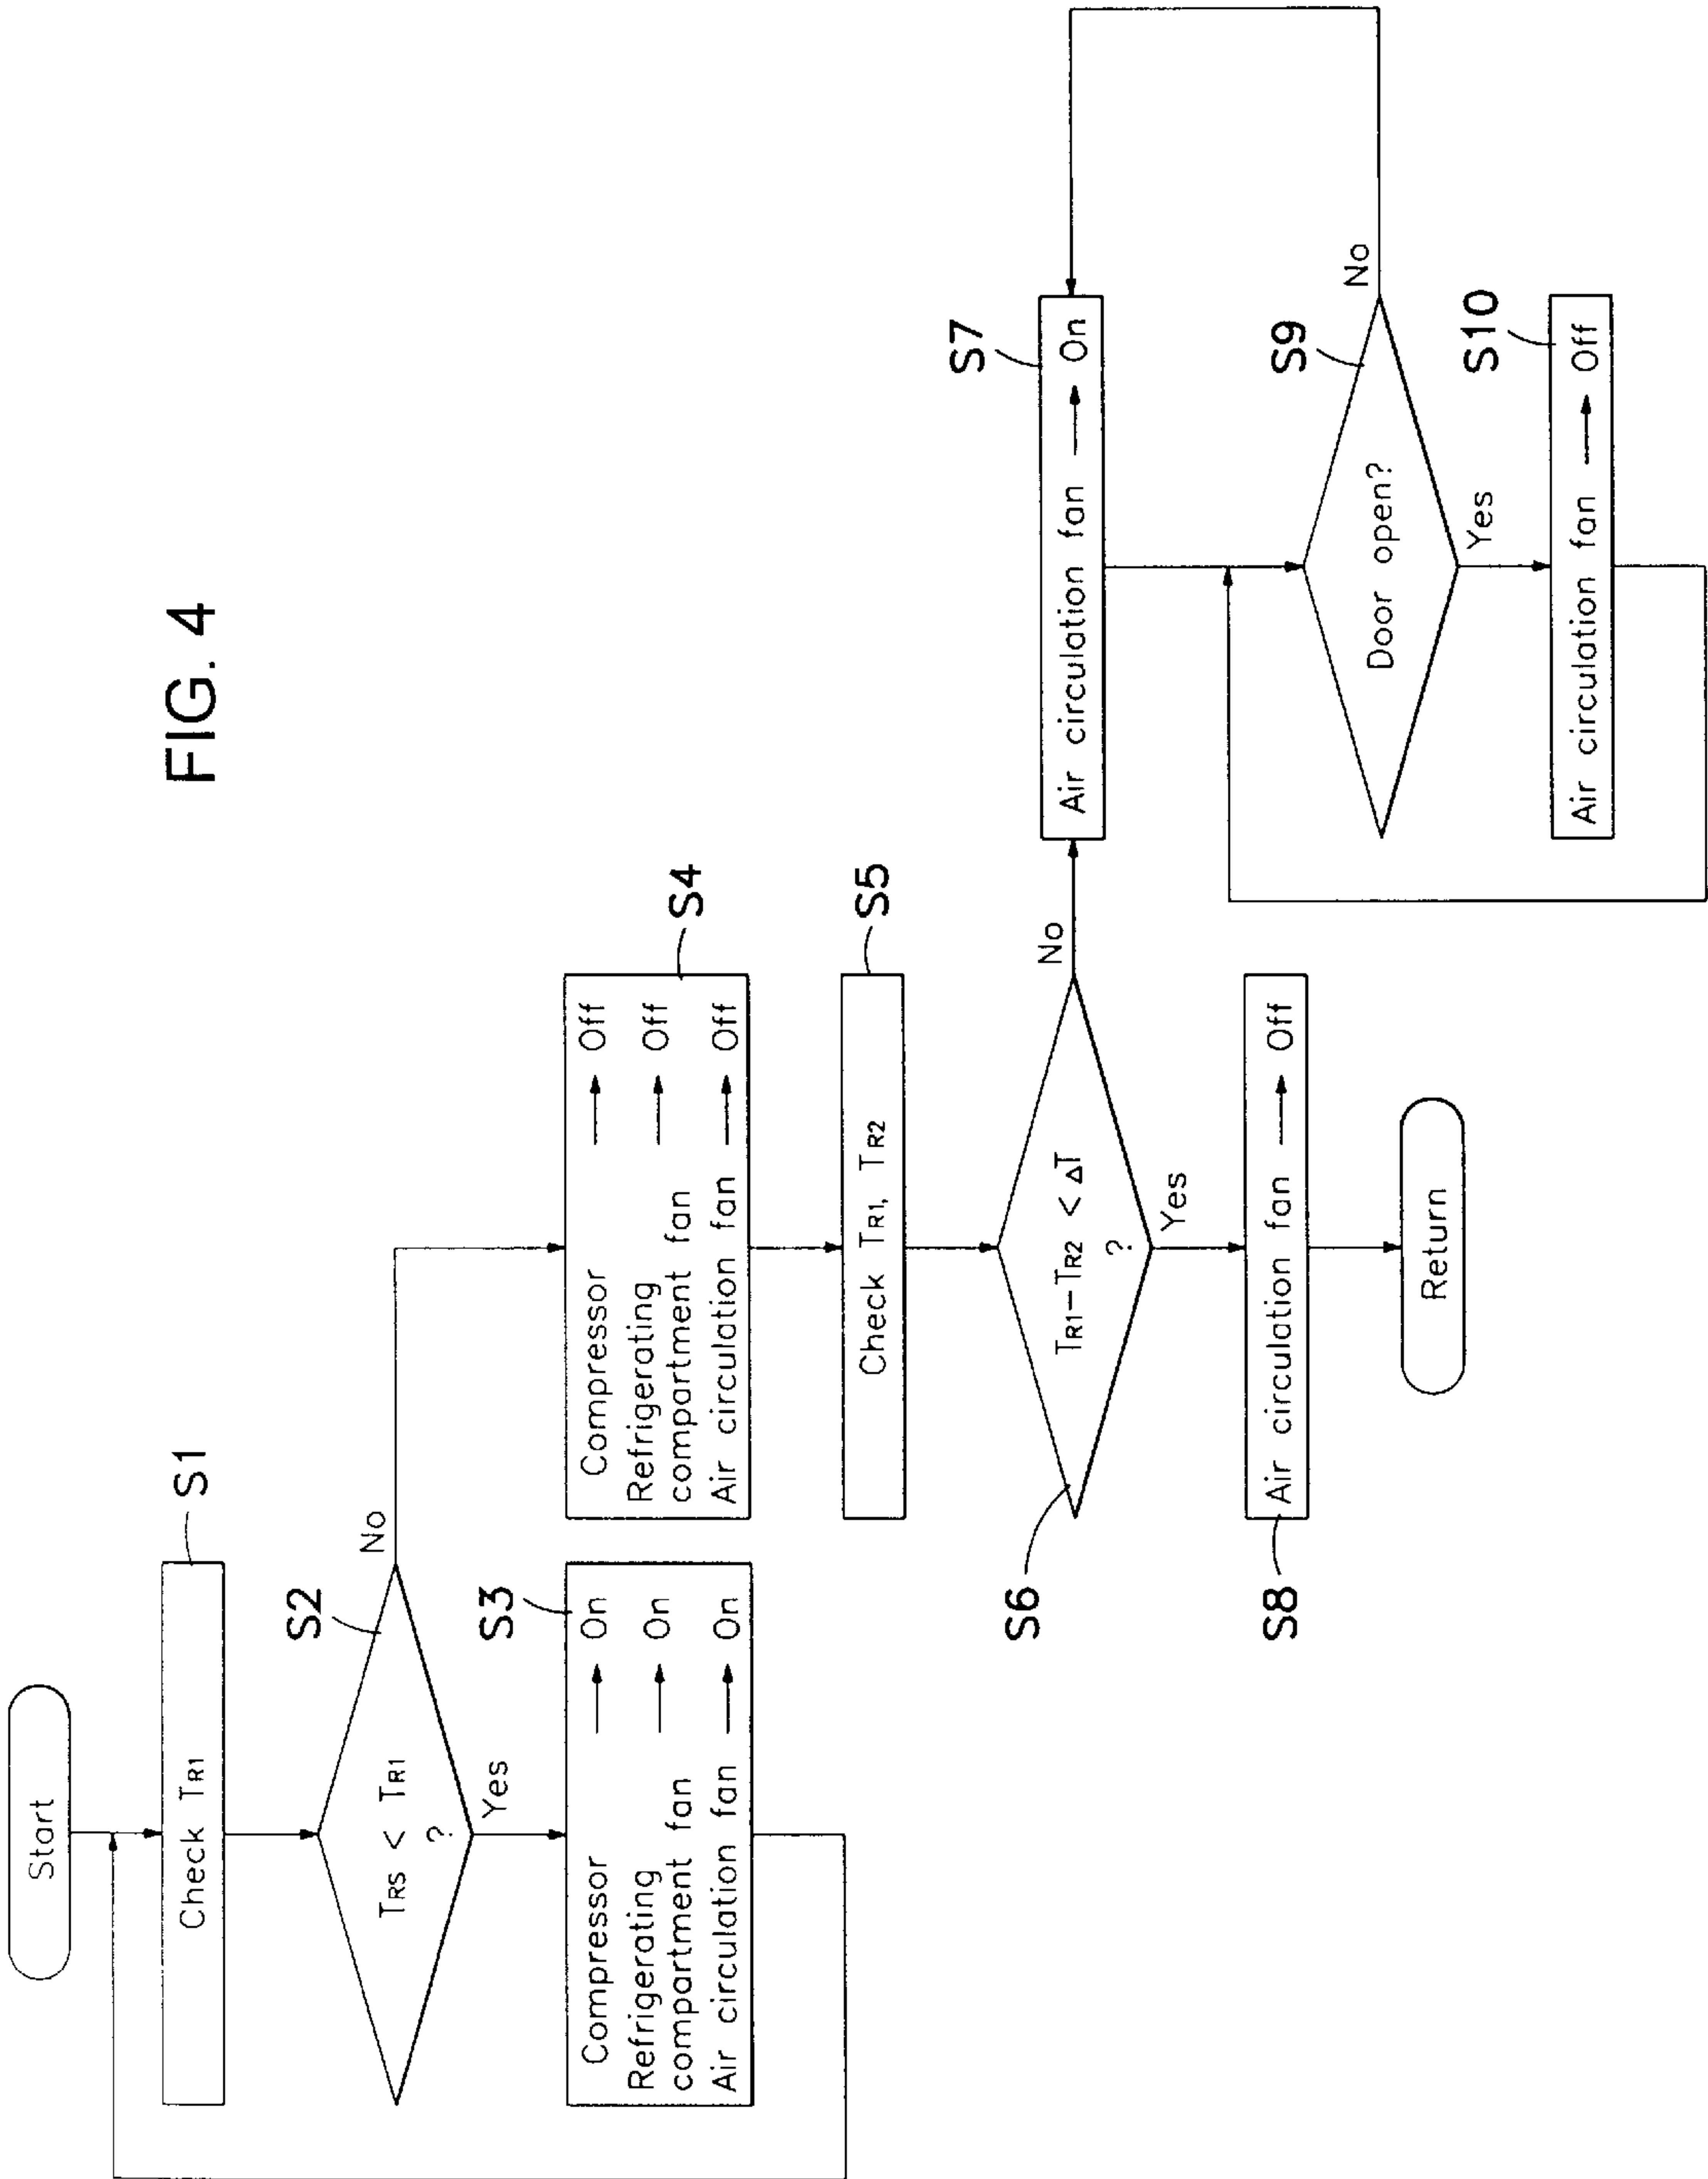 FIG. 4
Start
Check TR1
S1
TRS < TR1
?
S2
No
Yes
Compressor → On
Refrigerating
compartment fan → On
Air circulation fan → On
S3
Compressor → Off
Refrigerating
compartment fan → Off
Air circulation fan → Off
S4
Check TR1, TR2
S5
TR1-TR2 < ΔT
?
S6
No
Yes
Air circulation fan → On
S7
Air circulation fan → Off
S8
Return
Door open?
S9
No
Yes
Air circulation fan → Off
S10